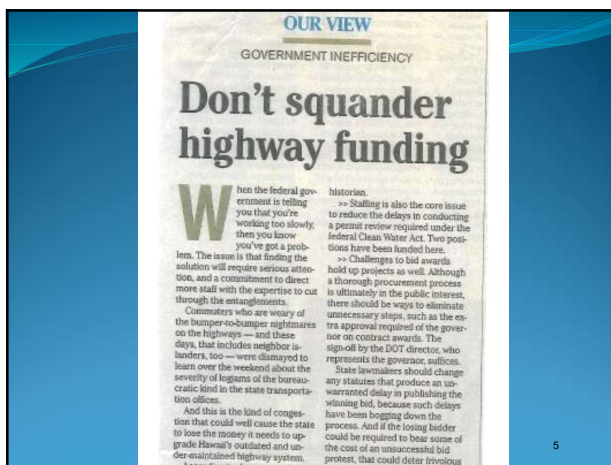 OUR VIEW
GOVERNMENT INEFFICIENCY
Don't squander
highway funding
When the federal gov-
ernment is telling
you that you're
working too slowly,
then you know
you've got a prob-
lem. The issue is that finding the
solution will require serious atten-
tion, and a commitment to direct
more staff with the expertise to cut
through the entanglements.
Commuters who are weary of
the bumper-to-bumper nightmares
on the highways — and these
days, that includes neighbor is-
landers, too — were dismayed to
learn over the weekend about the
severity of logjams of the bureau-
cratic kind in the state transporta-
tion offices.
And this is the kind of conges-
tion that could well cause the state
to lose the money it needs to up-
grade Hawaii's outdated and un-
der-maintained highway system.
historian.
>> Staffing is also the core issue
to reduce the delays in conducting
a permit review required under the
federal Clean Water Act. Two posi-
tions have been funded here.
>> Challenges to bid awards
hold up projects as well. Although
a thorough procurement process
is ultimately in the public interest,
there should be ways to eliminate
unnecessary steps, such as the ex-
tra approval required of the gover-
nor on contract awards. The
sign-off by the DOT director, who
represents the governor, suffices.
State lawmakers should change
any statutes that produce an un-
warranted delay in publishing the
winning bid, because such delays
have been bogging down the
process. And if the losing bidder
could be required to bear some of
the cost of an unsuccessful bid
protest, that could deter frivolous
5